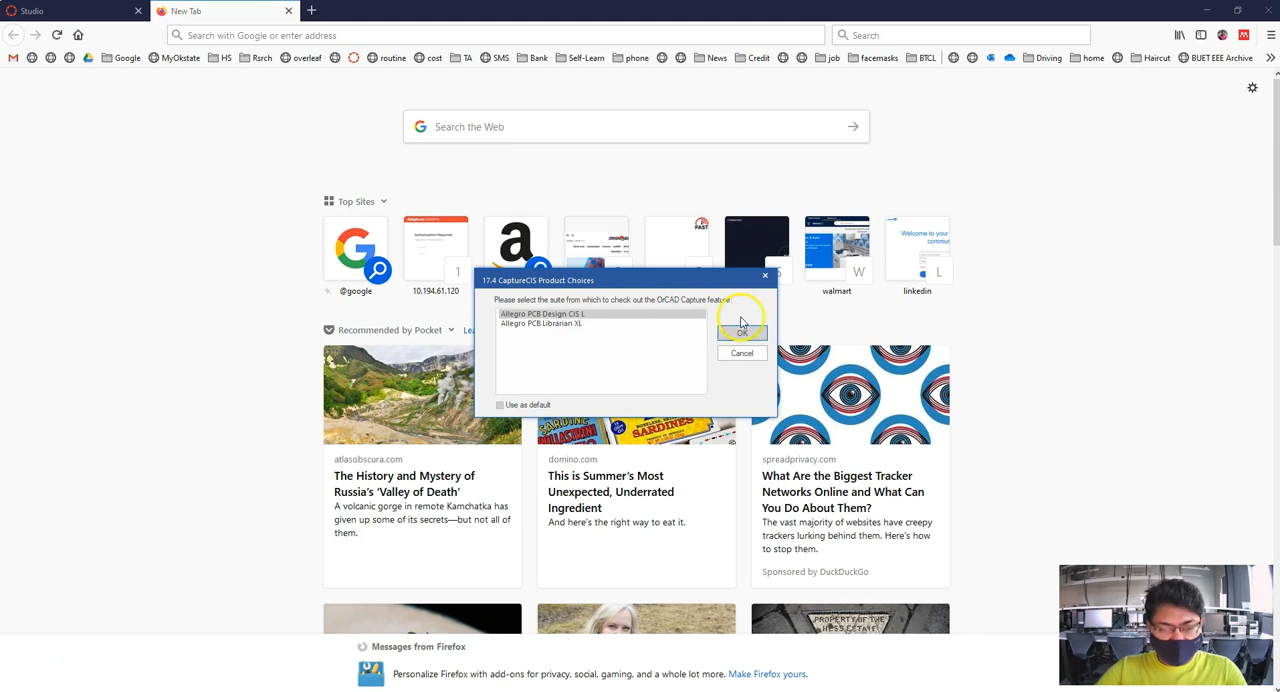 Studio
New Tab
Search with Google or enter address
Search
Google
MyOkstate
HS
Rsrch
overleaf
routine
cost
TA
SMS
Bank
Self-Learn
phone
News
Credit
job
facemasks
BTCL
Driving
home
Haircut
BUET EEE Archive
Search the Web
Top Sites
@google
1
10.194.61.120
W
walmart
L
linkedin
FAST
17.4 CaptureCIS Product Choices
Please select the suite from which to check out the OrCAD Capture feature:
Allegro PCB Design CIS L
Allegro PCB Librarian XL
OK
Cancel
Use as default
Recommended by Pocket
SARDINES
atlasobscura.com
The History and Mystery of
Russia's 'Valley of Death'
A volcanic gorge in remote Kamchatka has
given up some of its secrets—but not all of
them.
domino.com
This is Summer's Most
Unexpected, Underrated
Ingredient
And here's the right way to eat it.
spreadprivacy.com
What Are the Biggest Tracker
Networks Online and What Can
You Do About Them?
The vast majority of websites have creepy
trackers lurking behind them. Here's how
to stop them.
Sponsored by DuckDuckGo
PROPERTY OF THE
HESS ESTATE
Messages from Firefox
Personalize Firefox with add-ons for privacy, social, gaming, and a whole lot more. Make Firefox yours.